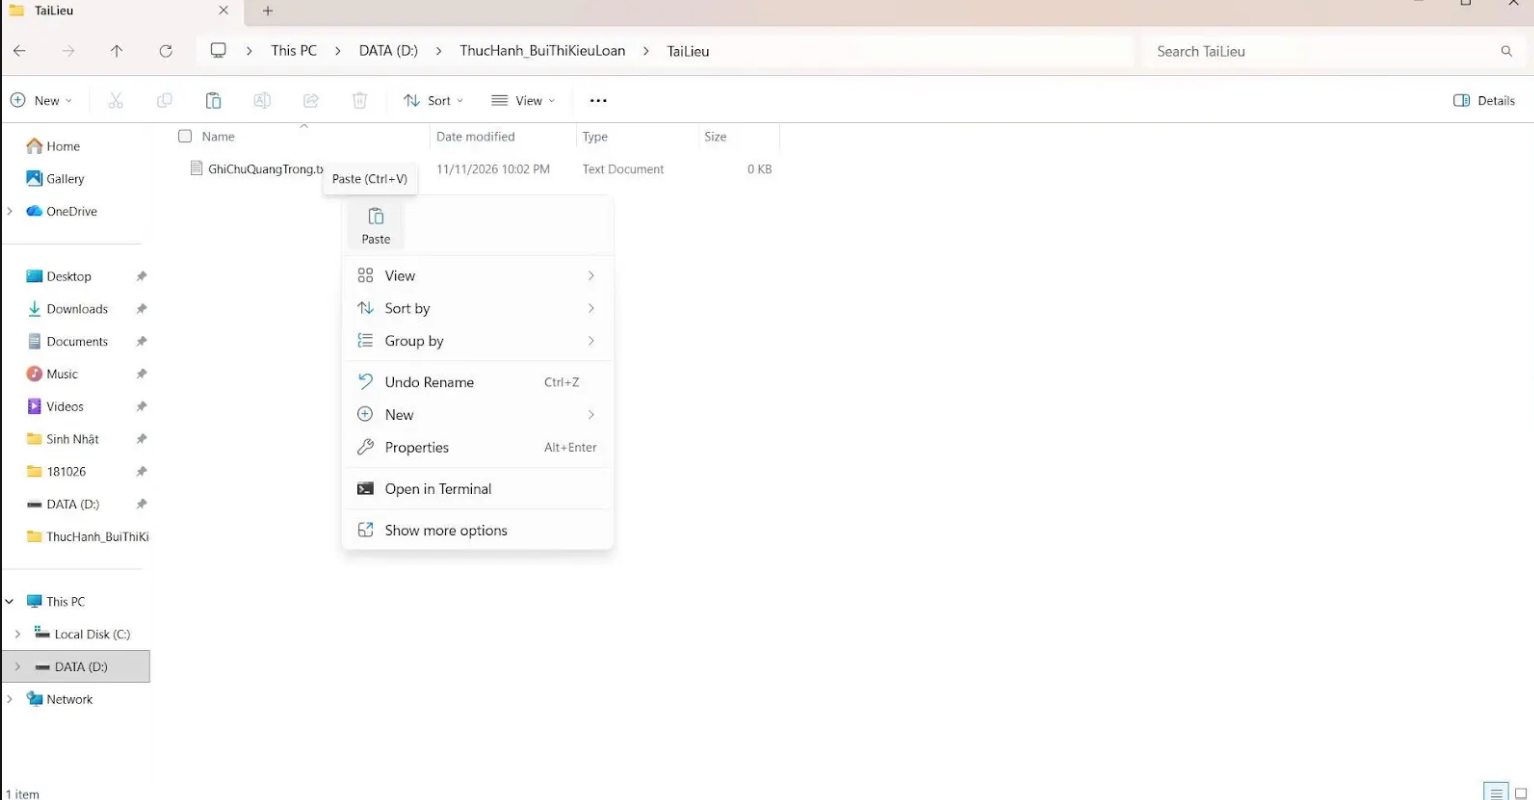 TaiLieu
This PC > DATA (D:) > ThucHanh_BuiThiKieuLoan > TaiLieu
Search TaiLieu
New
Sort
View
Details
Name
Date modified
Type
Size
GhiChuQuangTrong.tx
11/11/2026 10:02 PM
Text Document
0 KB
Paste (Ctrl+V)
Paste
View
Sort by
Group by
Undo Rename Ctrl+Z
New
Properties Alt+Enter
Open in Terminal
Show more options
Home
Gallery
OneDrive
Desktop
Downloads
Documents
Music
Videos
Sinh Nhật
181026
DATA (D:)
ThucHanh_BuiThiKi
This PC
Local Disk (C:)
DATA (D:)
Network
1 item